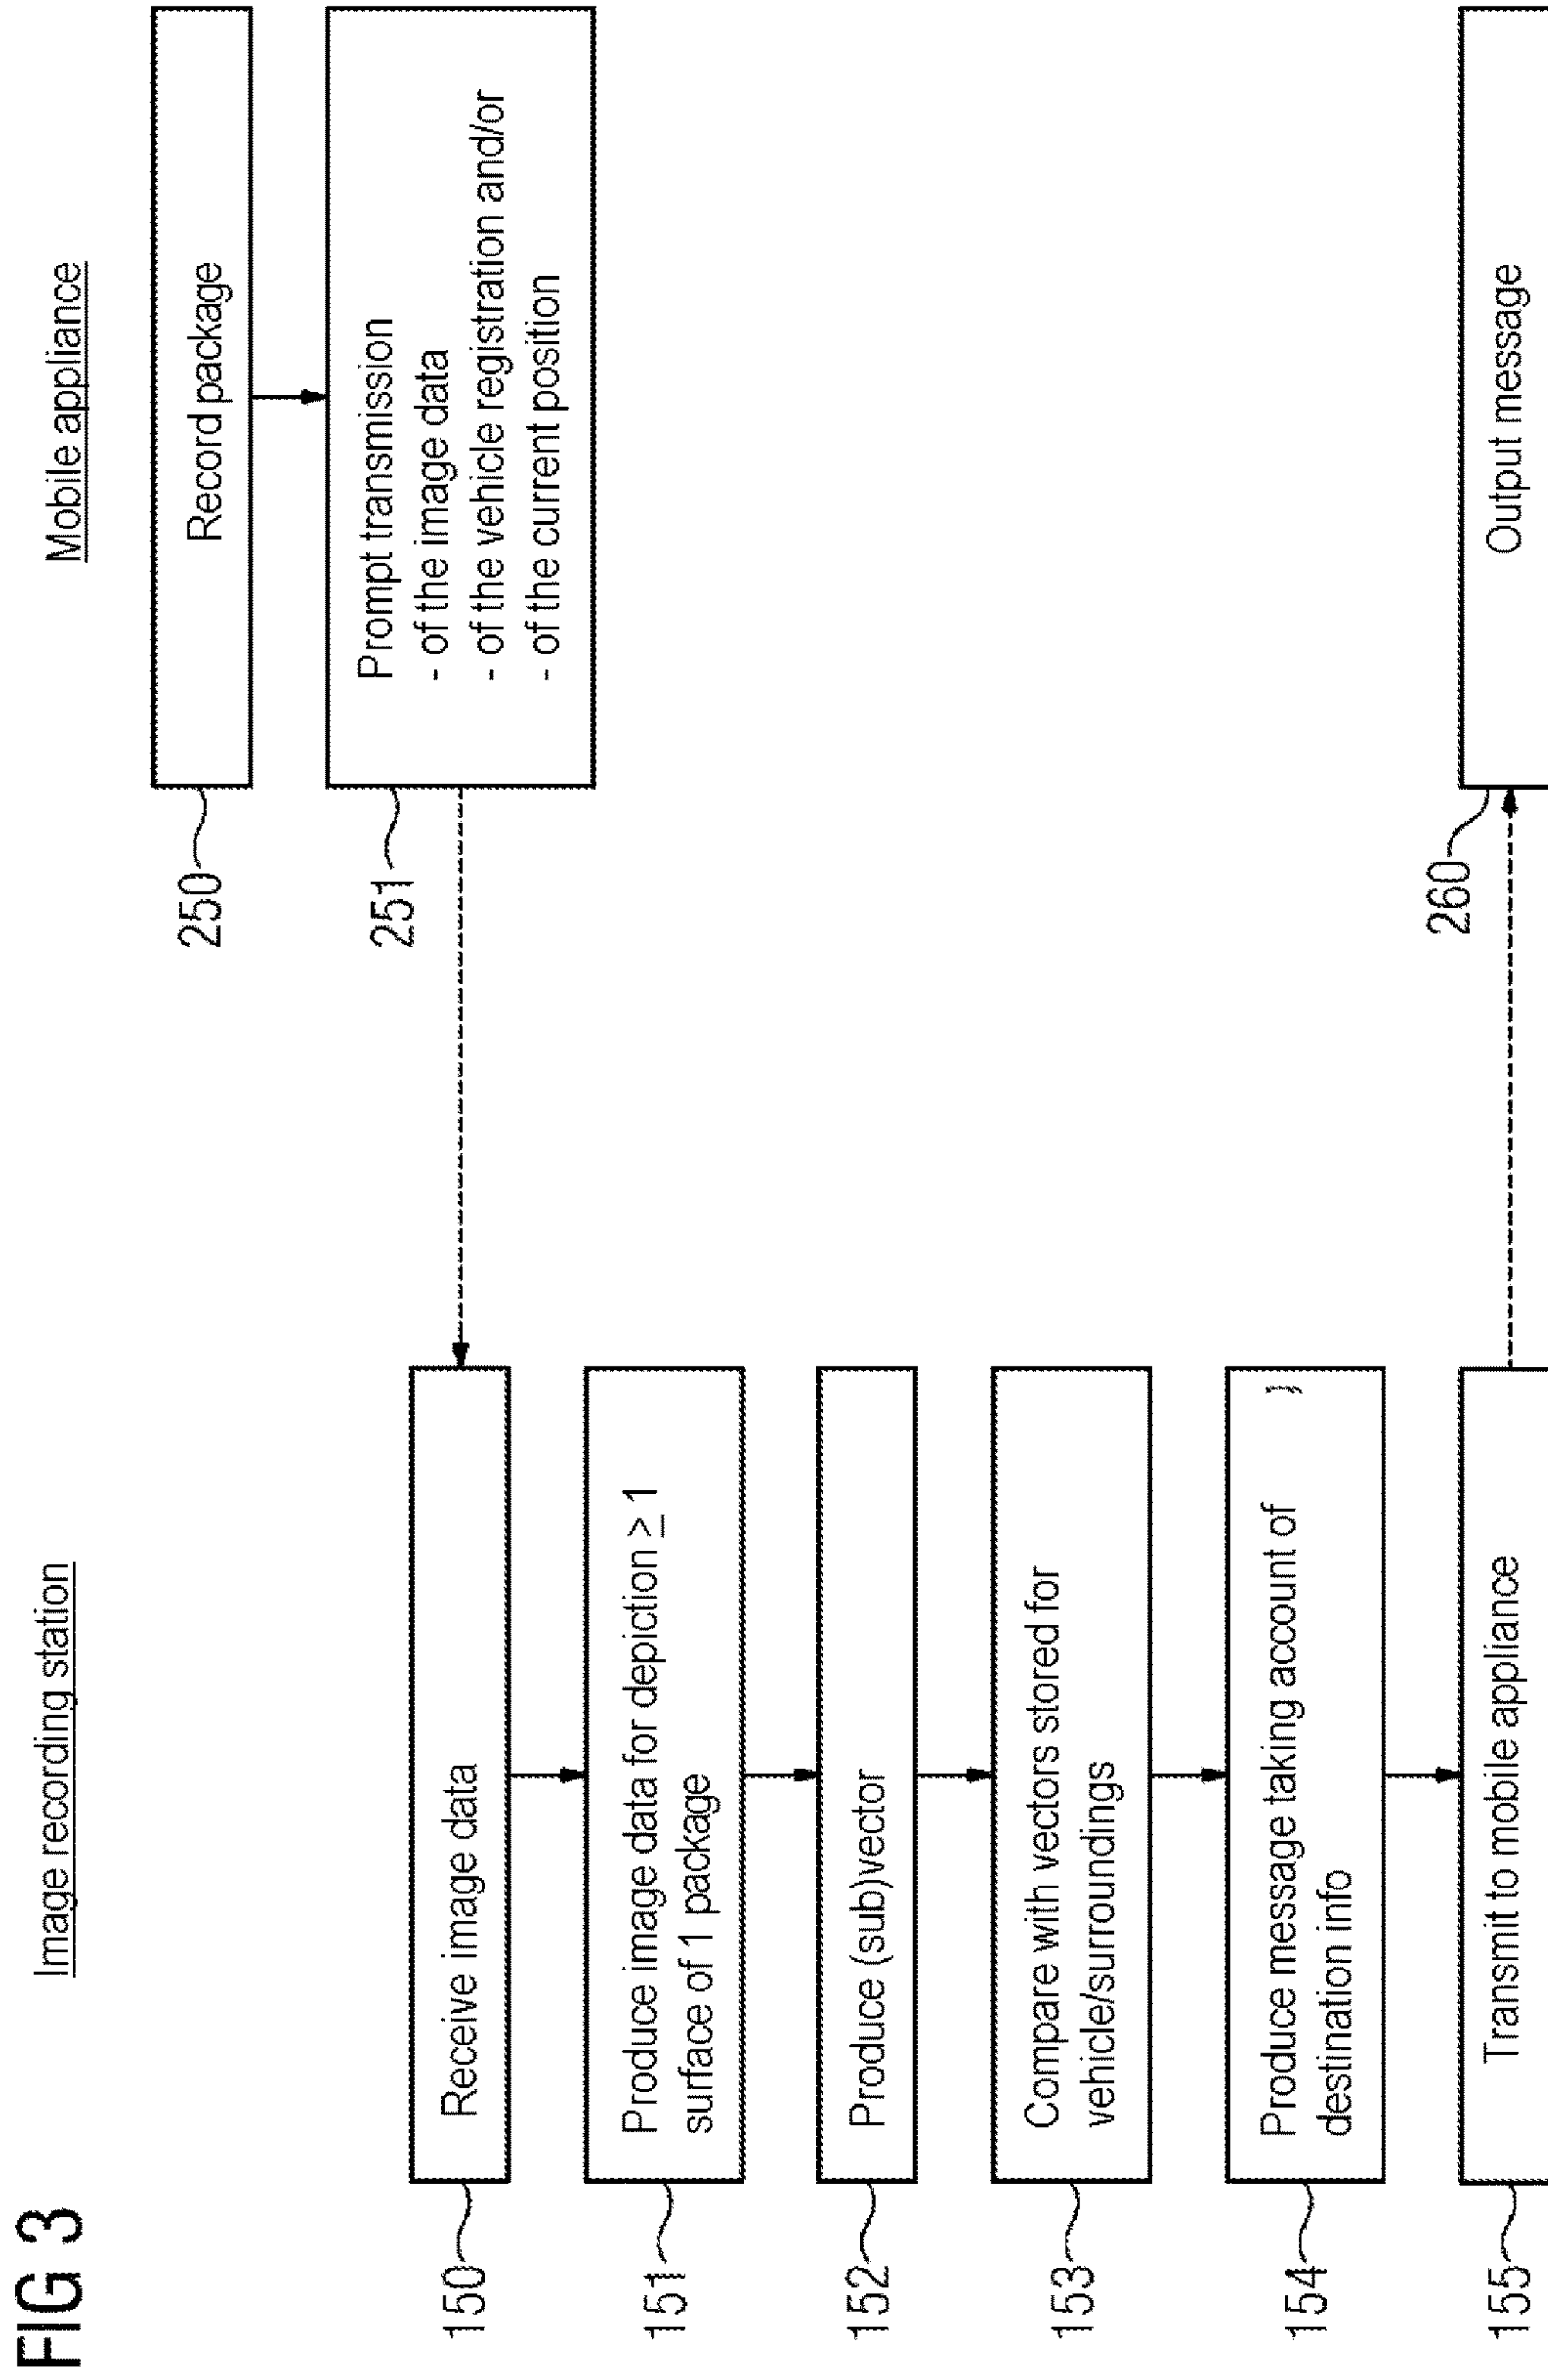 FIG 3
Image recording station
Mobile appliance
250
Record package
251
Prompt transmission
- of the image data
- of the vehicle registration and/or
- of the current position
150
Receive image data
151
Produce image data for depiction ≥ 1
surface of 1 package
152
Produce (sub)vector
153
Compare with vectors stored for
vehicle/surroundings
154
Produce message taking account of
destination info
155
Transmit to mobile appliance
260
Output message